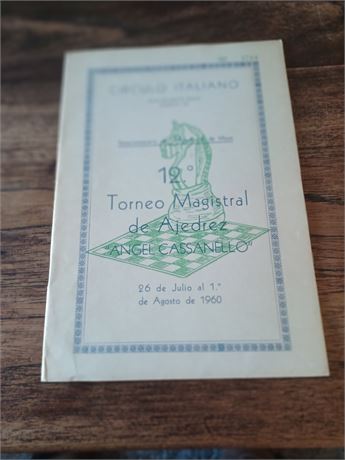 CIRCULO ITALIANO
12.º
Torneo Magistral
de Ajedrez
"ANGEL CASSANELLO"
26 de Julio al 1.º
de Agosto de 1960